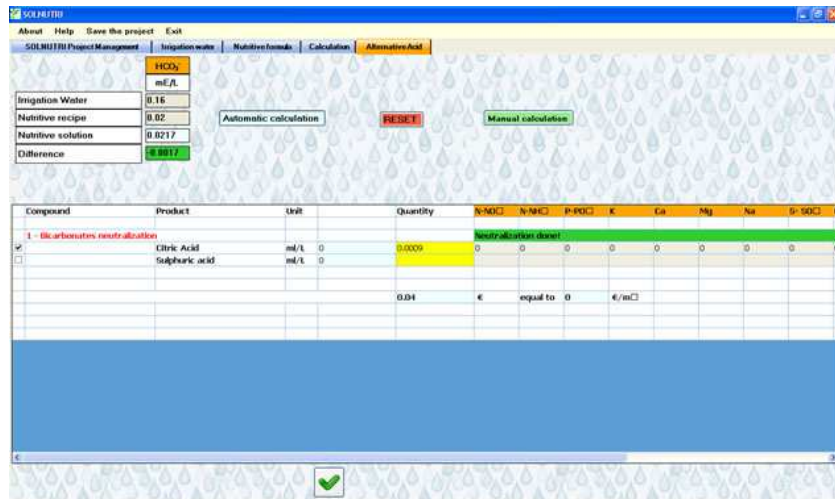 SOLNUTRI
About Help Save the project Exit
SOLNUTRI Project Management Irrigation water Nutritive formula Calculation Alternative Acid
HCO₃⁻
mE/L
Irrigation Water 0.16
Nutritive recipe 0.02 Automatic calculation RESET Manual calculation
Nutritive solution 0.0217
Difference -0.0017
Compound Product Unit Quantity N-NO□ N-NH□ P-PO□ K Ca Mg Na S- SO□
1 - Bicarbonates neutralization Neutralization done!
Citric Acid ml/L 0 0.0009 0 0 0 0 0 0 0 0
Sulphuric acid ml/L 0
0.04 € equal to 0 €/m□